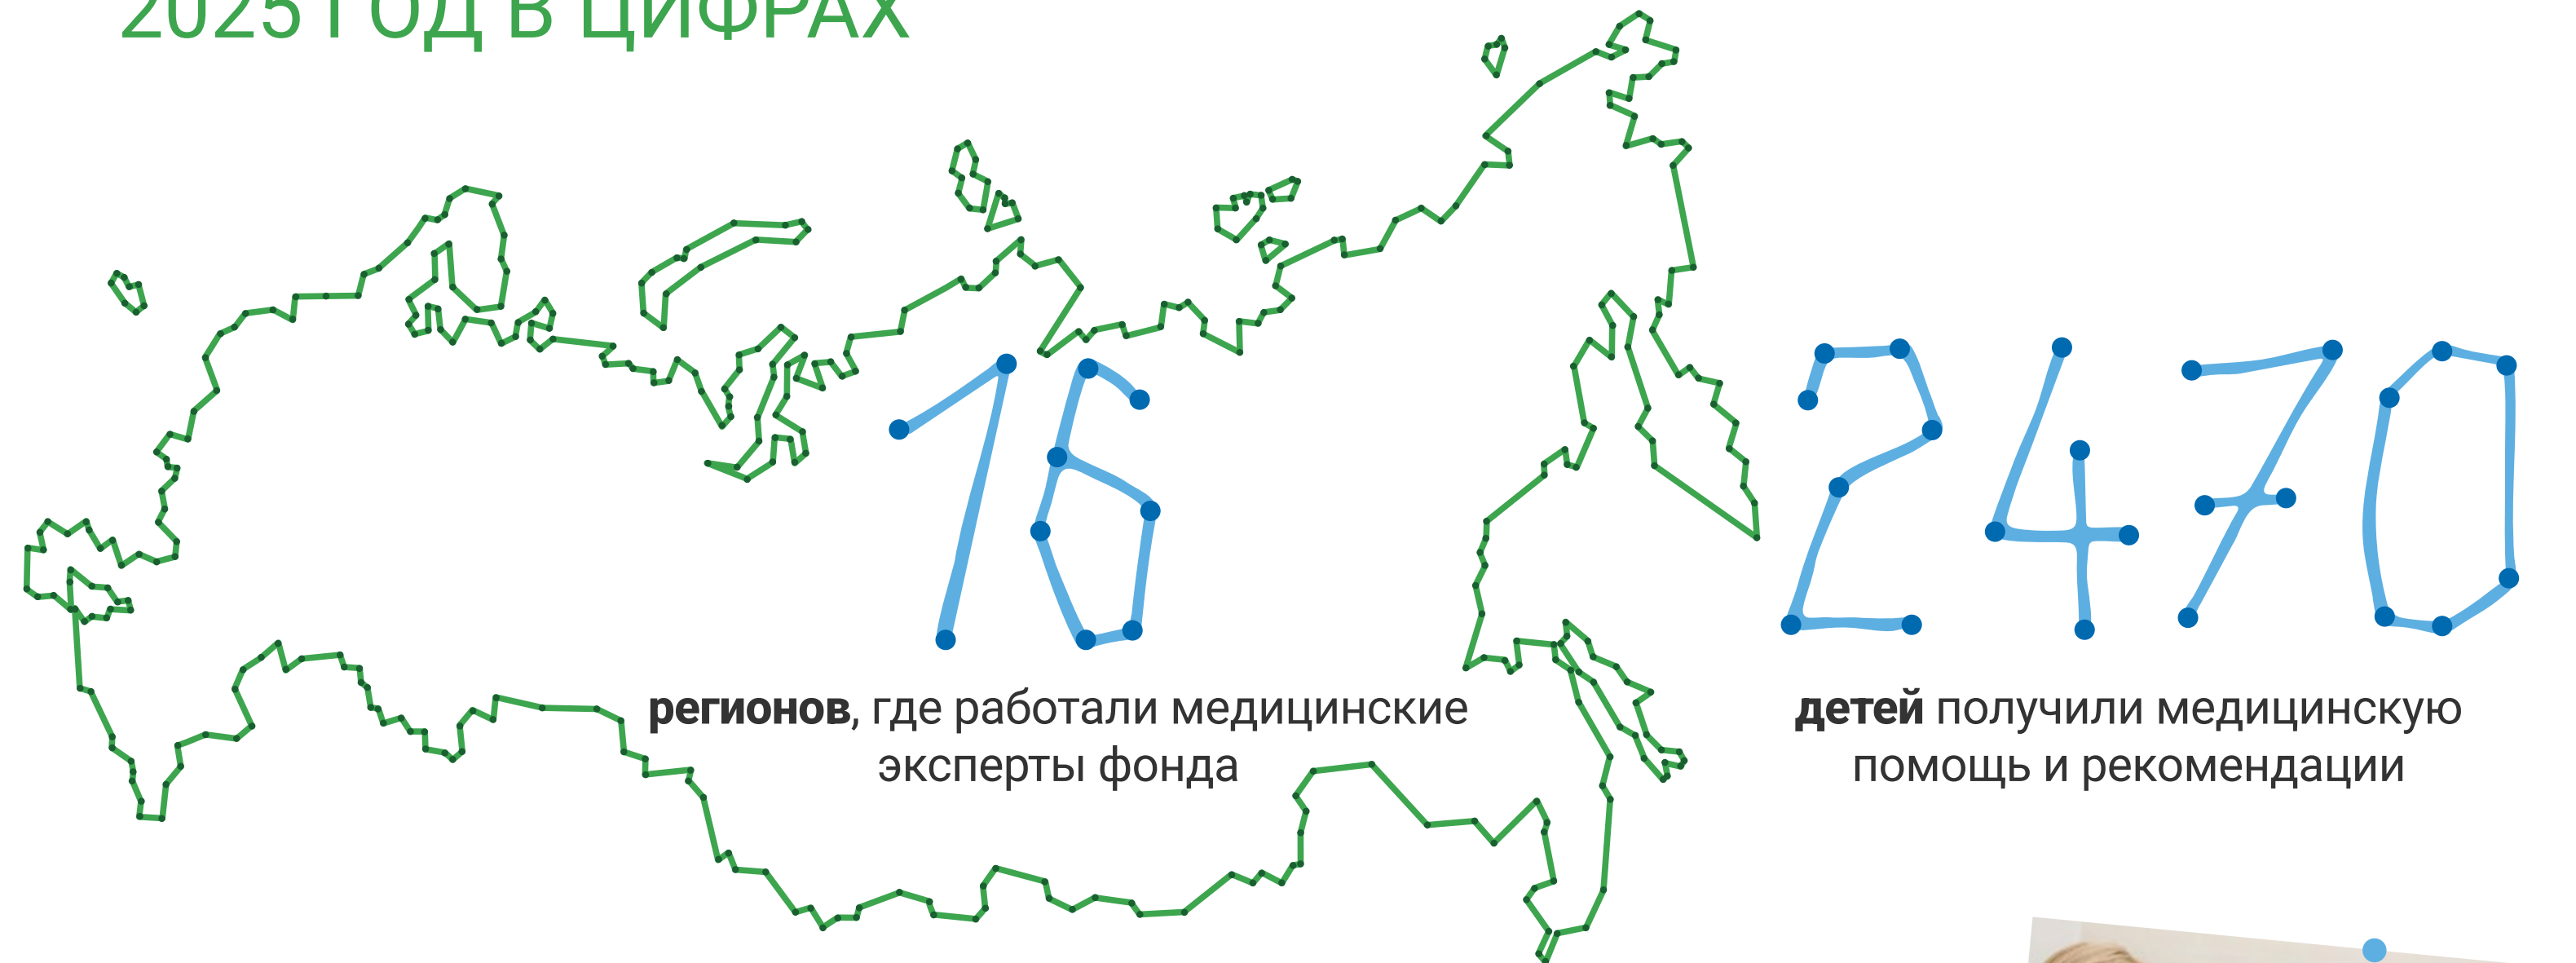 2025 ГОД В ЦИФРАХ
16
регионов, где работали медицинские
эксперты фонда
2470
детей получили медицинскую
помощь и рекомендации